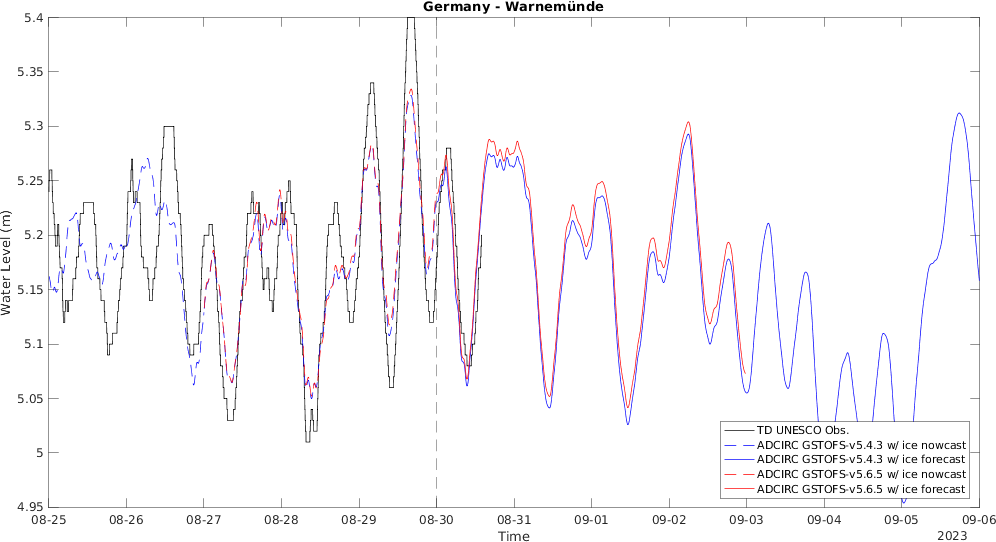 Germany - Warnemünde
5.4
5.35
5.3
5.25
5.2
5.15
5.1
5.05
5
4.95
Water Level (m)
TD UNESCO Obs.
ADCIRC GSTOFS-v5.4.3 w/ ice nowcast
ADCIRC GSTOFS-v5.4.3 w/ ice forecast
ADCIRC GSTOFS-v5.6.5 w/ ice nowcast
ADCIRC GSTOFS-v5.6.5 w/ ice forecast
08-25 08-26 08-27 08-28 08-29 08-30 08-31 09-01 09-02 09-03 09-04 09-05 09-06
Time
2023